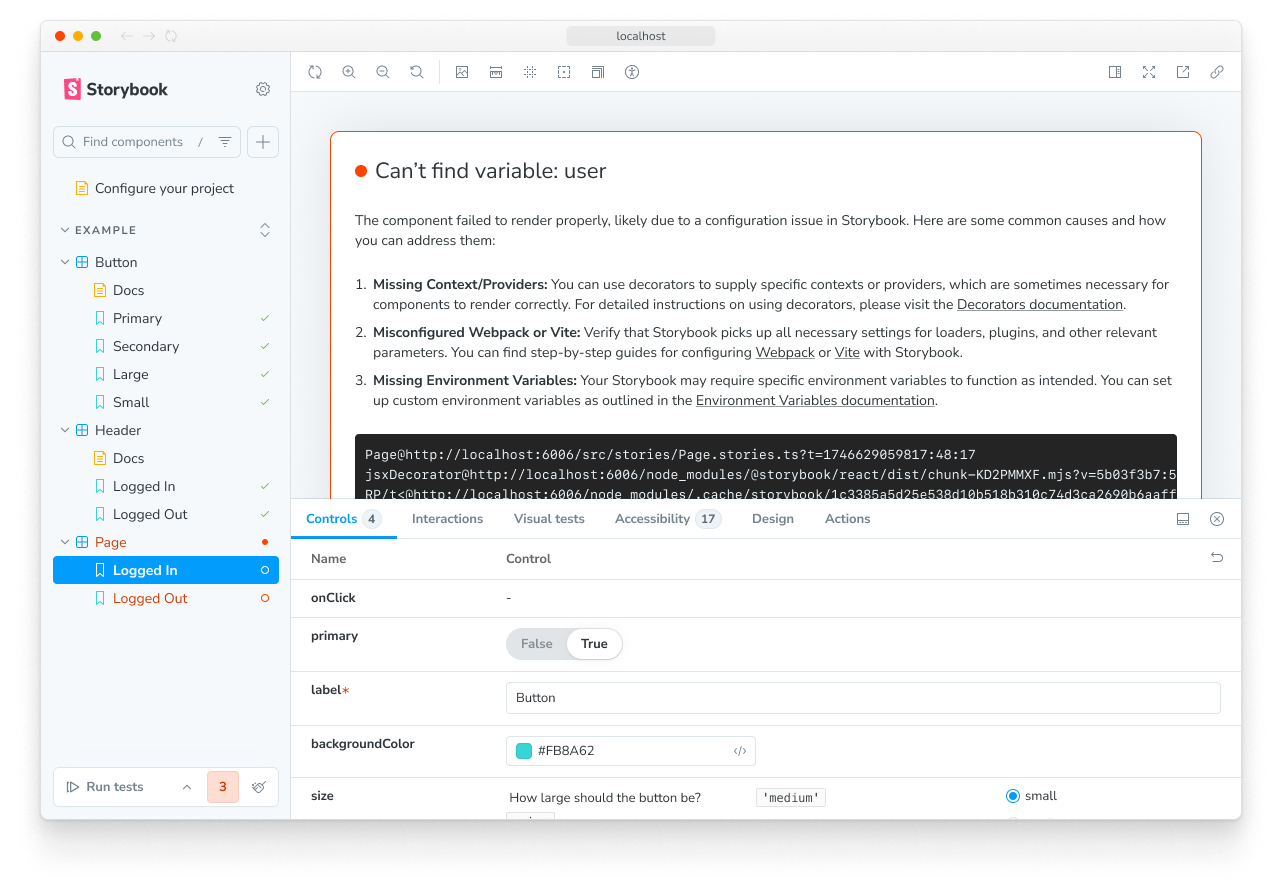 localhost
Storybook
Find components /
Configure your project
EXAMPLE
Button
Docs
Primary
Secondary
Large
Small
Header
Docs
Logged In
Logged Out
Page
Logged In
Logged Out
Run tests
3
Can’t find variable: user
The component failed to render properly, likely due to a configuration issue in Storybook. Here are some common causes and how
you can address them:
1. Missing Context/Providers: You can use decorators to supply specific contexts or providers, which are sometimes necessary for
components to render correctly. For detailed instructions on using decorators, please visit the Decorators documentation.
2. Misconfigured Webpack or Vite: Verify that Storybook picks up all necessary settings for loaders, plugins, and other relevant
parameters. You can find step-by-step guides for configuring Webpack or Vite with Storybook.
3. Missing Environment Variables: Your Storybook may require specific environment variables to function as intended. You can set
up custom environment variables as outlined in the Environment Variables documentation.
Page@http://localhost:6006/src/stories/Page.stories.ts?t=1746629059817:48:17
jsxDecorator@http://localhost:6006/node_modules/@storybook/react/dist/chunk-KD2PMMXF.mjs?v=5b03f3b7:5
RP/t<@http://localhost:6006/node_modules/.cache/storybook/1c3385a5d25e538d10b518b310c74d3ca2690b6aaff
Controls 4 Interactions Visual tests Accessibility 17 Design Actions
Name Control
onClick -
primary False True
label* Button
backgroundColor #FB8A62
size How large should the button be? 'medium' small